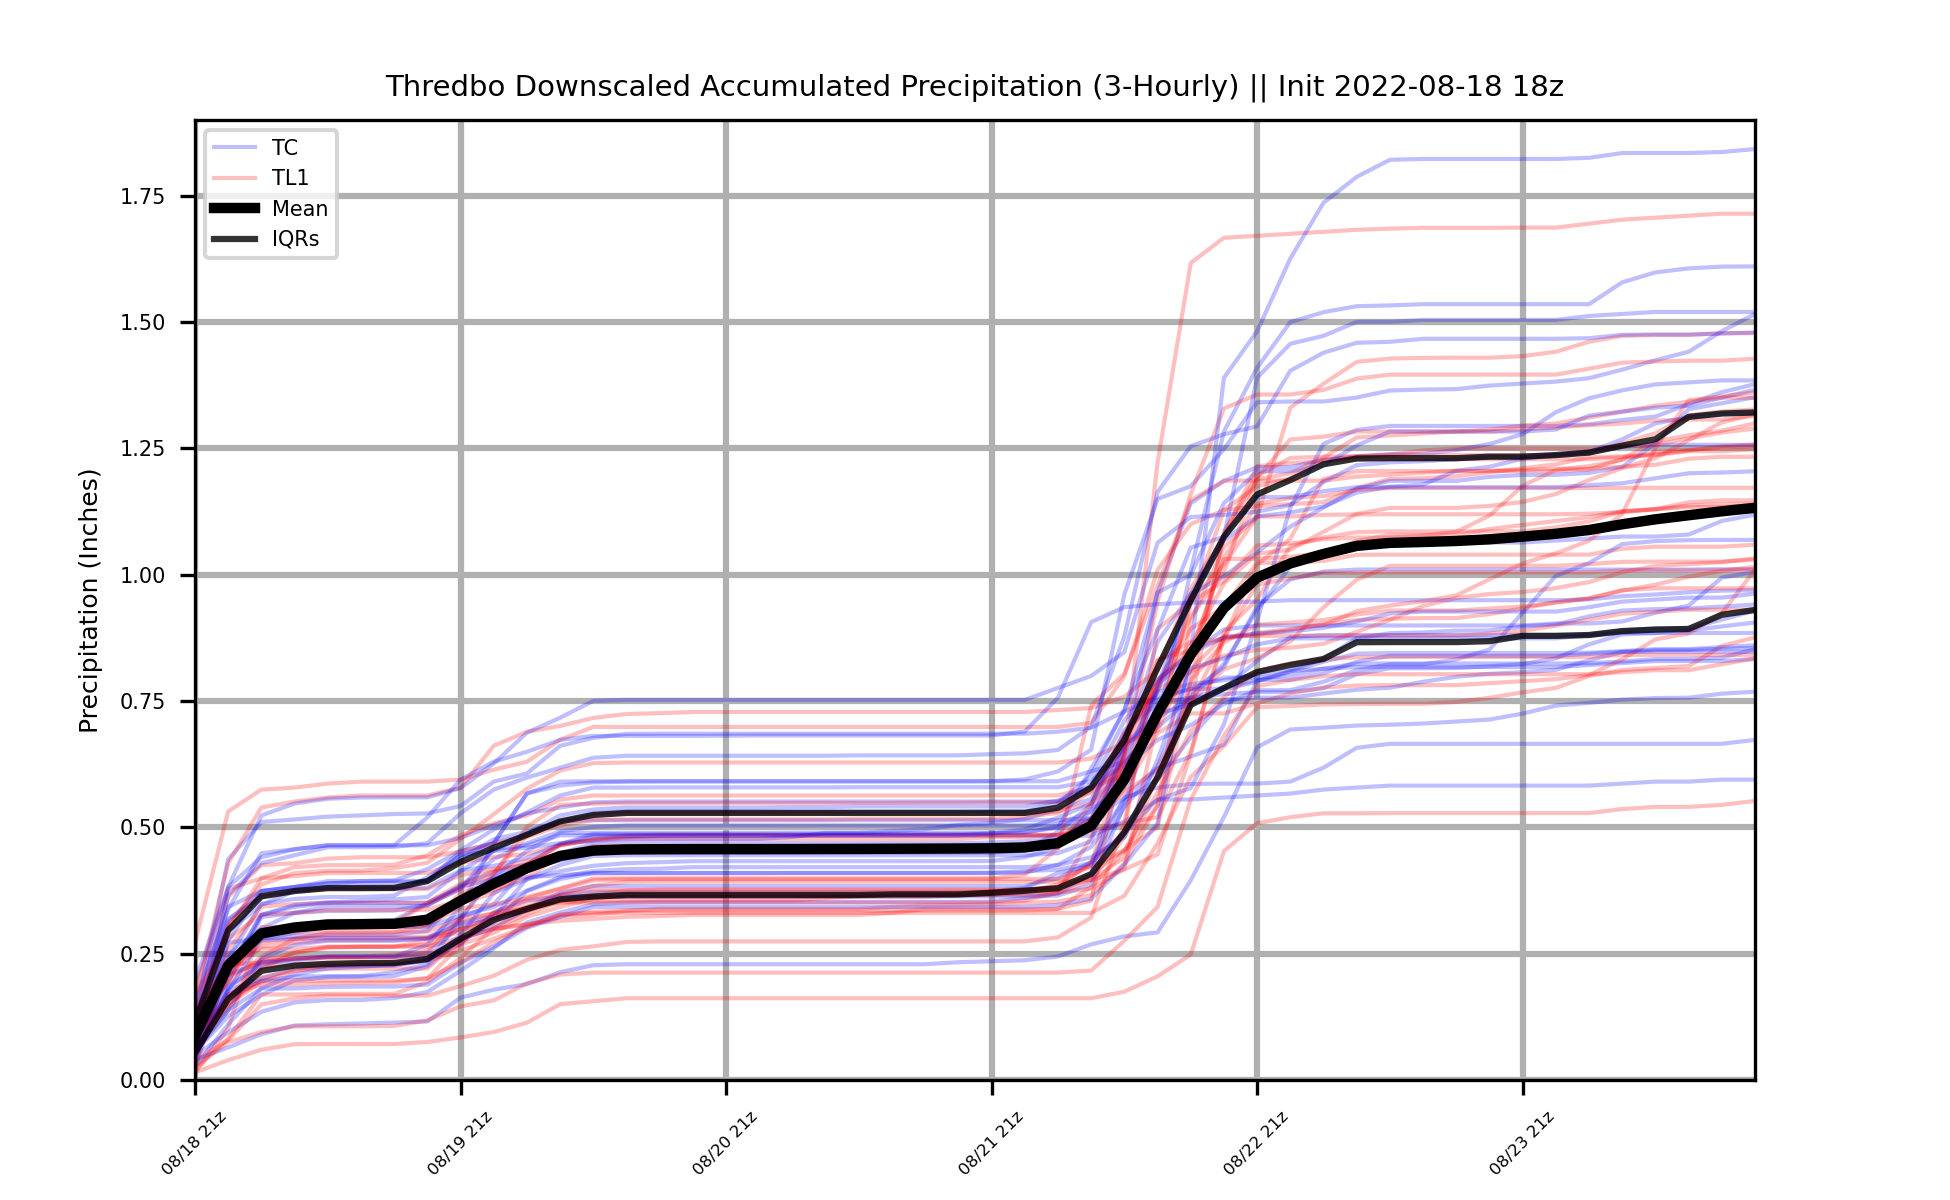 Thredbo Downscaled Accumulated Precipitation (3-Hourly) || Init 2022-08-18 18z
TC
TL1
Mean
IQRs
Precipitation (Inches)
1.75
1.50
1.25
1.00
0.75
0.50
0.25
0.00
08/18 21z
08/19 21z
08/20 21z
08/21 21z
08/22 21z
08/23 21z